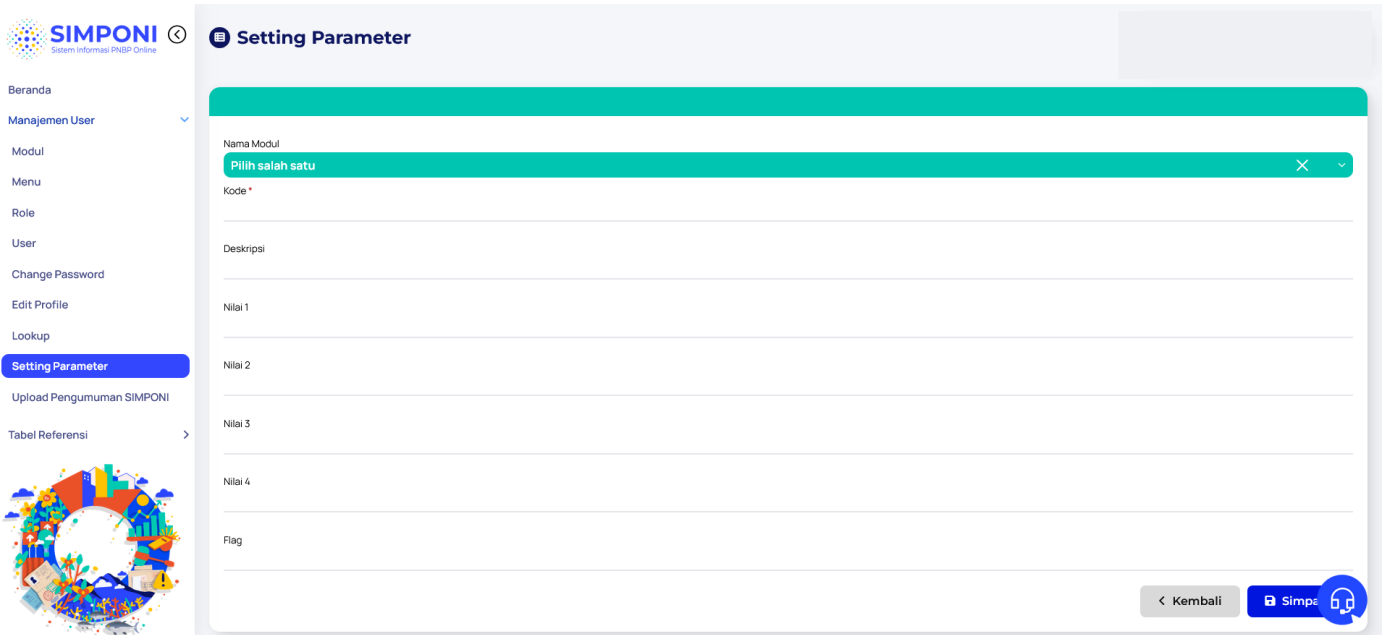 SIMPONI
Sistem Informasi PNBP Online
Setting Parameter
Beranda
Manajemen User
Modul
Menu
Role
User
Change Password
Edit Profile
Lookup
Setting Parameter
Upload Pengumuman SIMPONI
Tabel Referensi
Nama Modul
Pilih salah satu
Kode *
Deskripsi
Nilai 1
Nilai 2
Nilai 3
Nilai 4
Flag
Kembali
Simpa